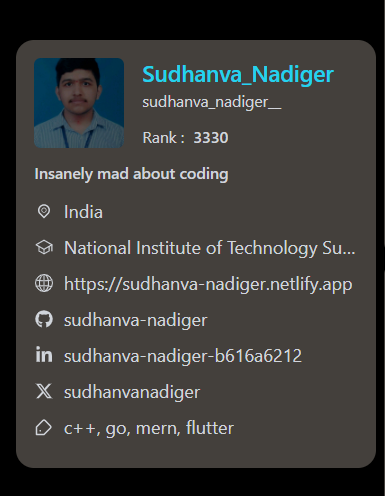 Sudhanva_Nadiger
sudhanva_nadiger__
Rank : 3330
Insanely mad about coding
India
National Institute of Technology Su...
https://sudhanva-nadiger.netlify.app
sudhanva-nadiger
sudhanva-nadiger-b616a6212
sudhanvanadiger
c++, go, mern, flutter